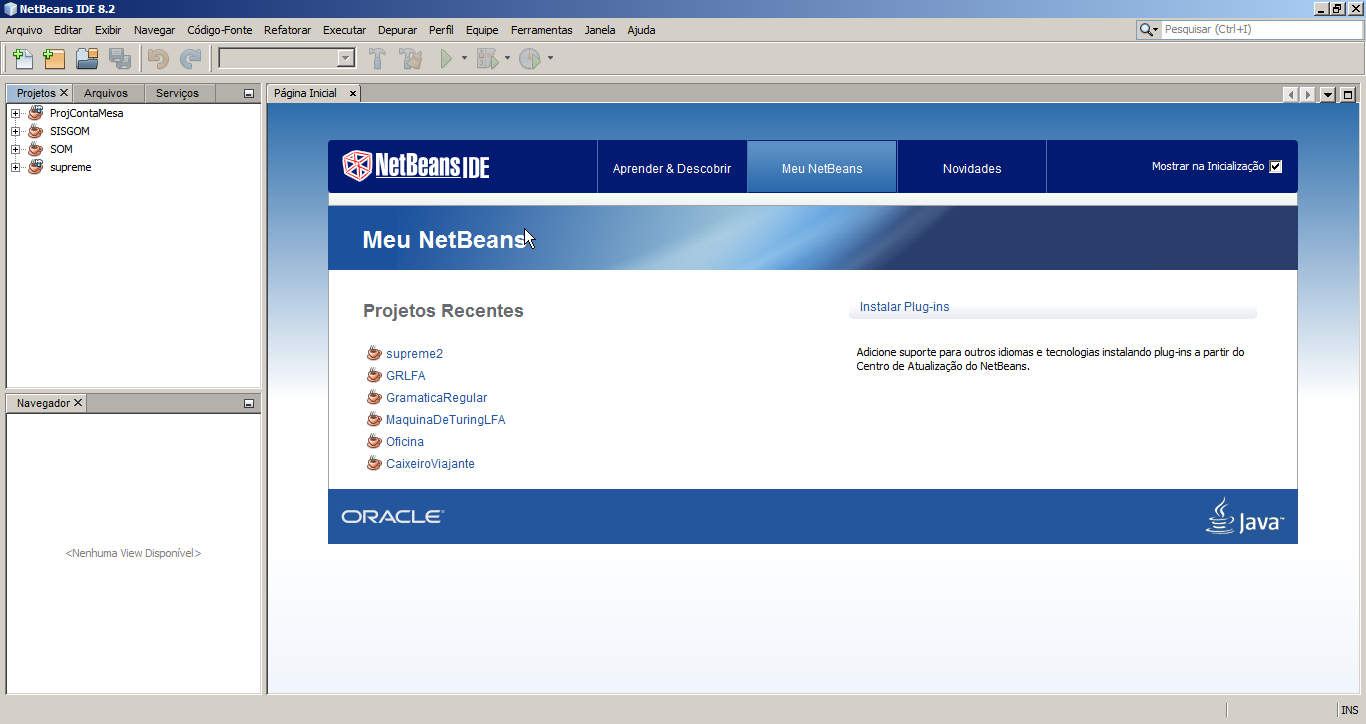 NetBeans IDE 8.2
Arquivo Editar Exibir Navegar Código-Fonte Refatorar Executar Depurar Perfil Equipe Ferramentas Janela Ajuda
Pesquisar (Ctrl+I)
Projetos Arquivos Serviços
Página Inicial
ProjContaMesa
SISGOM
SOM
supreme
NetBeans IDE
Aprender & Descobrir
Meu NetBeans
Novidades
Mostrar na Inicialização
Meu NetBeans
Projetos Recentes
supreme2
GRLFA
GramaticaRegular
MaquinaDeTuringLFA
Oficina
CaixeiroViajante
Instalar Plug-ins
Adicione suporte para outros idiomas e tecnologias instalando plug-ins a partir do
Centro de Atualização do NetBeans.
ORACLE
Java
Navegador
<Nenhuma View Disponível>
INS